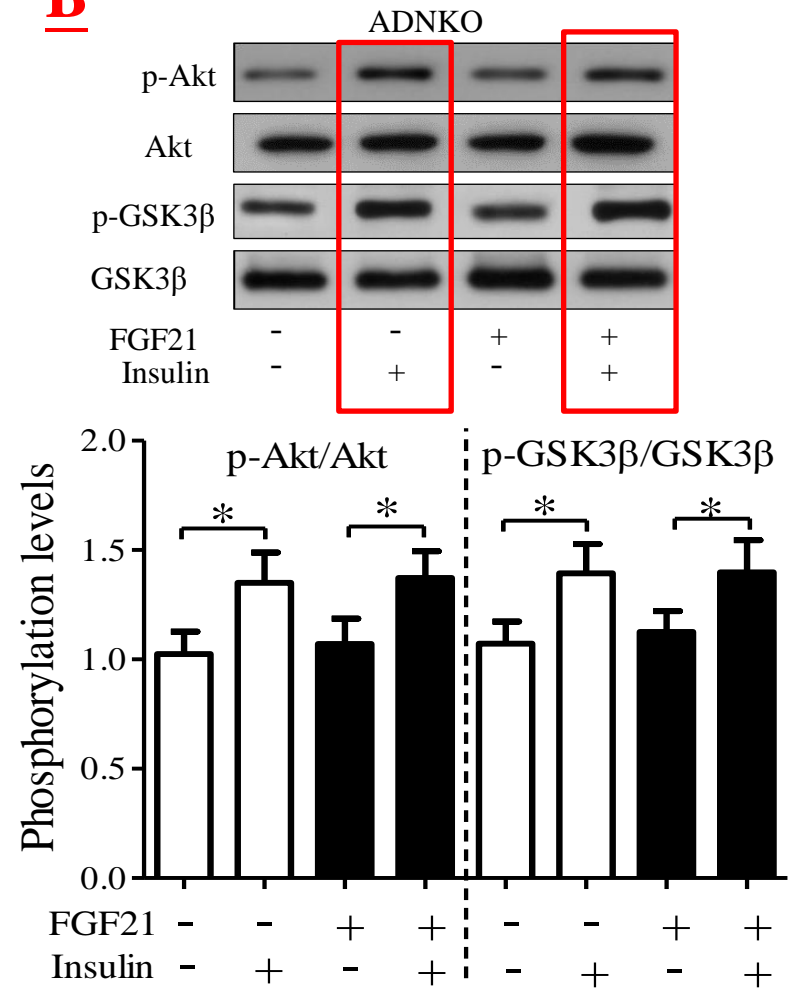 B
ADNKO
p-Akt
Akt
p-GSK3β
GSK3β
FGF21 - - + +
Insulin - + - +
p-Akt/Akt p-GSK3β/GSK3β
Phosphorylation levels
2.0
1.5
1.0
0.5
0.0
* * * *
FGF21 - - + + - - + +
Insulin - + - + - + - +